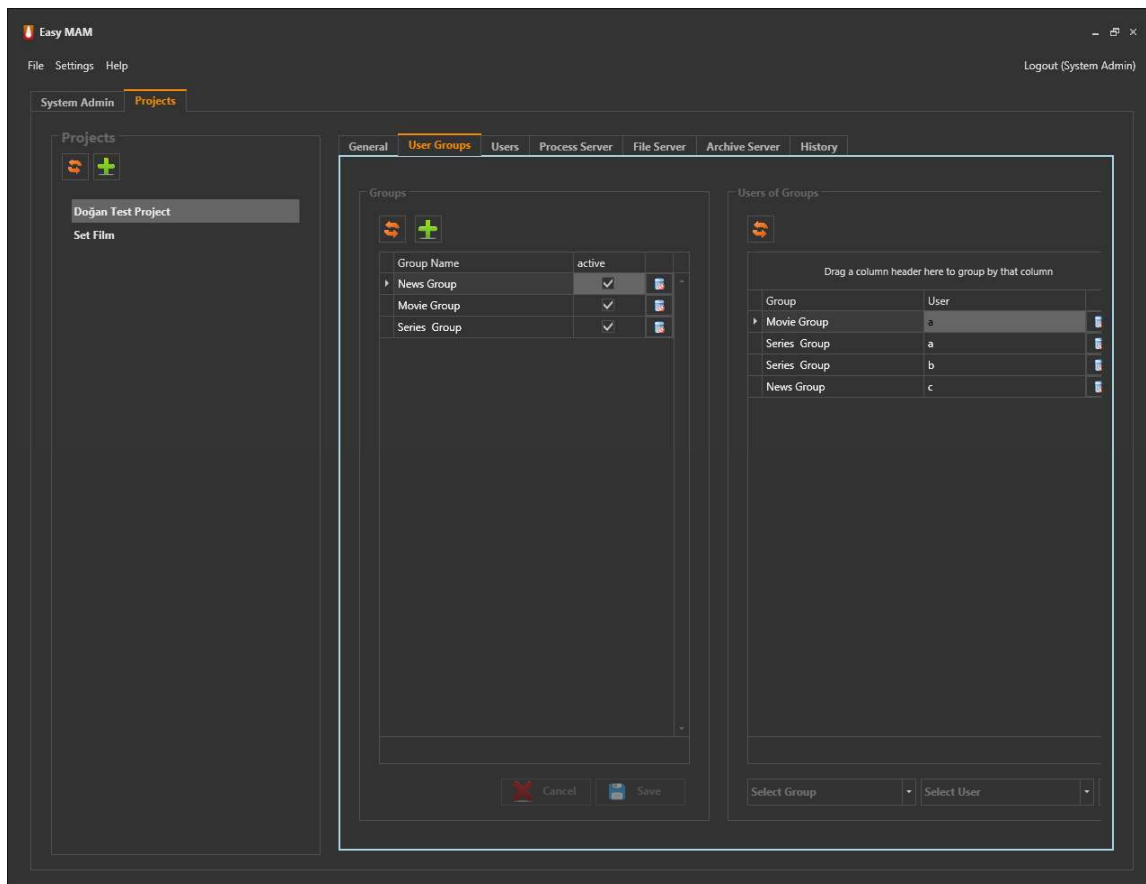 Easy MAM
File Settings Help
Logout (System Admin)
System Admin Projects
Projects
Doğan Test Project
Set Film
General User Groups Users Process Server File Server Archive Server History
Groups
Group Name active
News Group
Movie Group
Series Group
Cancel Save
Users of Groups
Drag a column header here to group by that column
Group User
Movie Group a
Series Group a
Series Group b
News Group c
Select Group Select User